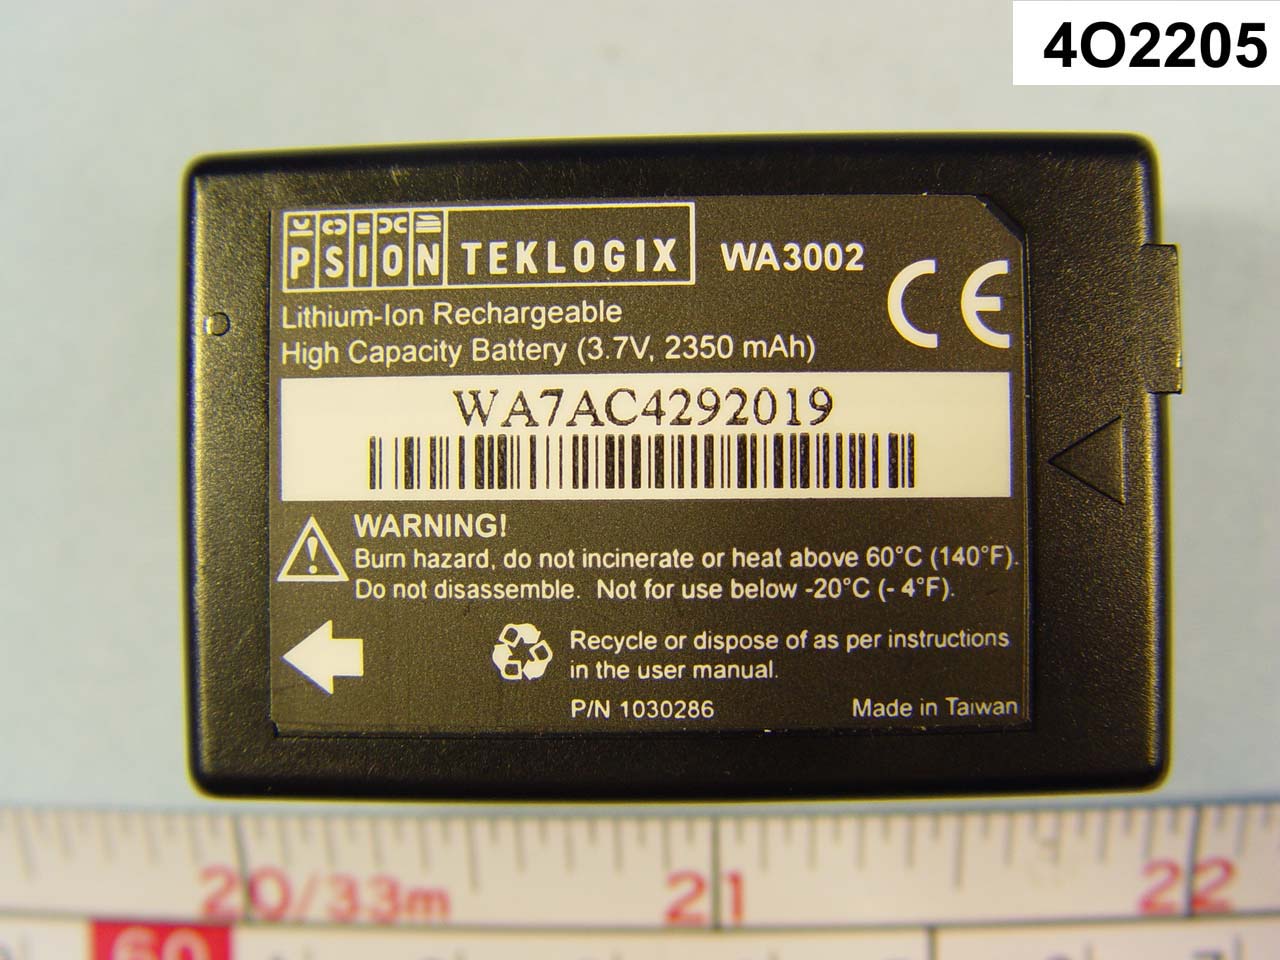 4O2205
PSION TEKLOGIX WA3002
CE
Lithium-Ion Rechargeable
High Capacity Battery (3.7V, 2350 mAh)
WA7AC4292019
WARNING!
Burn hazard, do not incinerate or heat above 60°C (140°F).
Do not disassemble. Not for use below -20°C (- 4°F).
Recycle or dispose of as per instructions
in the user manual.
P/N 1030286 Made in Taiwan
20/33m 21 22
60